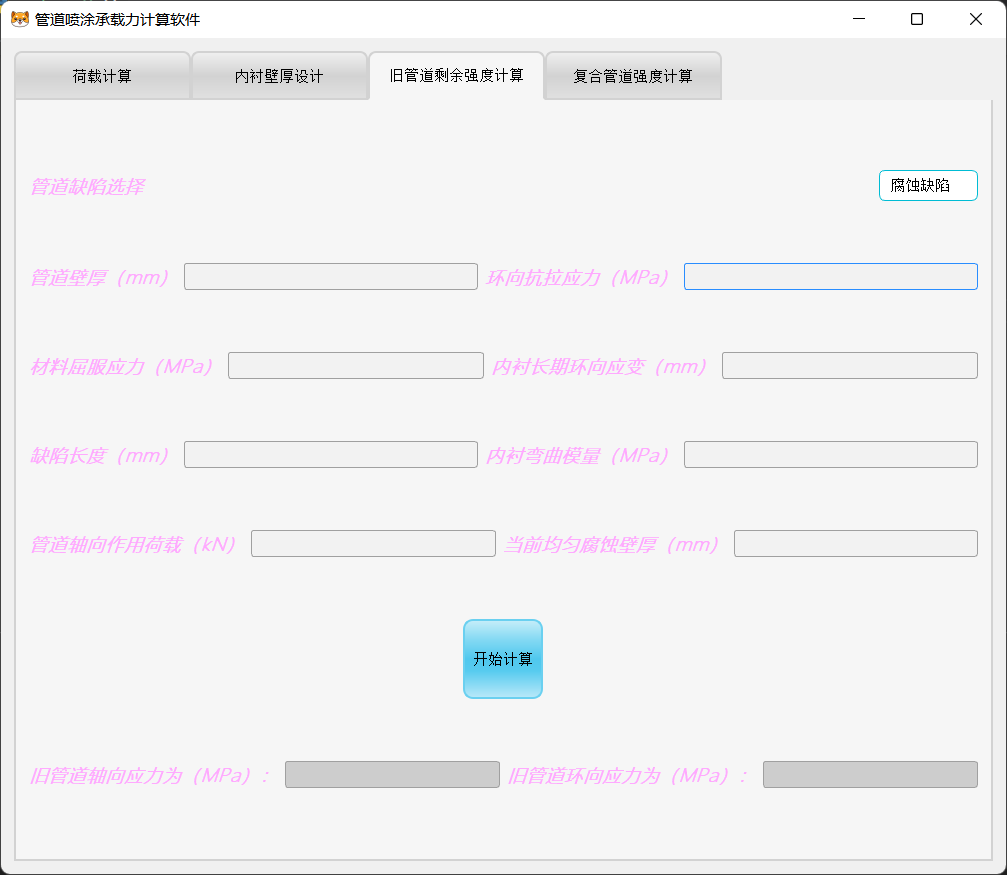 管道喷涂承载力计算软件
荷载计算 内衬壁厚设计 旧管道剩余强度计算 复合管道强度计算
管道缺陷选择 腐蚀缺陷
管道壁厚（mm） 环向抗拉应力（MPa）
材料屈服应力（MPa） 内衬长期环向应变（mm）
缺陷长度（mm） 内衬弯曲模量（MPa）
管道轴向作用荷载（kN） 当前均匀腐蚀壁厚（mm）
开始计算
旧管道轴向应力为（MPa）: 旧管道环向应力为（MPa）: